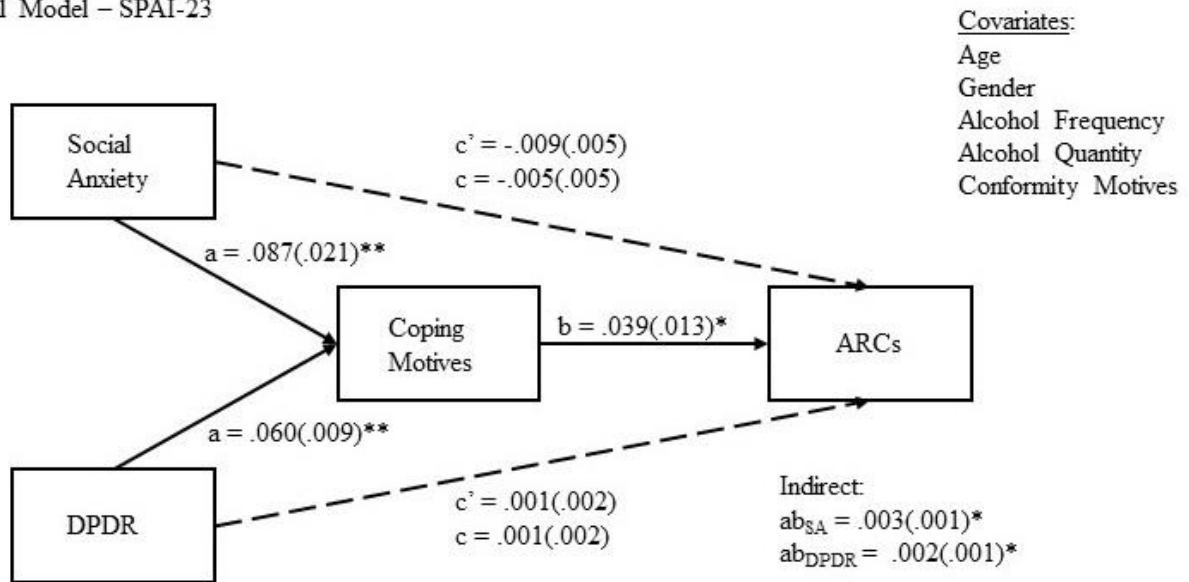 1 Model – SPAI-23
Covariates:
Age
Gender
Alcohol Frequency
Alcohol Quantity
Conformity Motives
Social
Anxiety
c’ = -.009(.005)
c = -.005(.005)
a = .087(.021)**
Coping
Motives
b = .039(.013)*
ARCs
a = .060(.009)**
DPDR
c’ = .001(.002)
c = .001(.002)
Indirect:
abSA = .003(.001)*
abDPDR = .002(.001)*